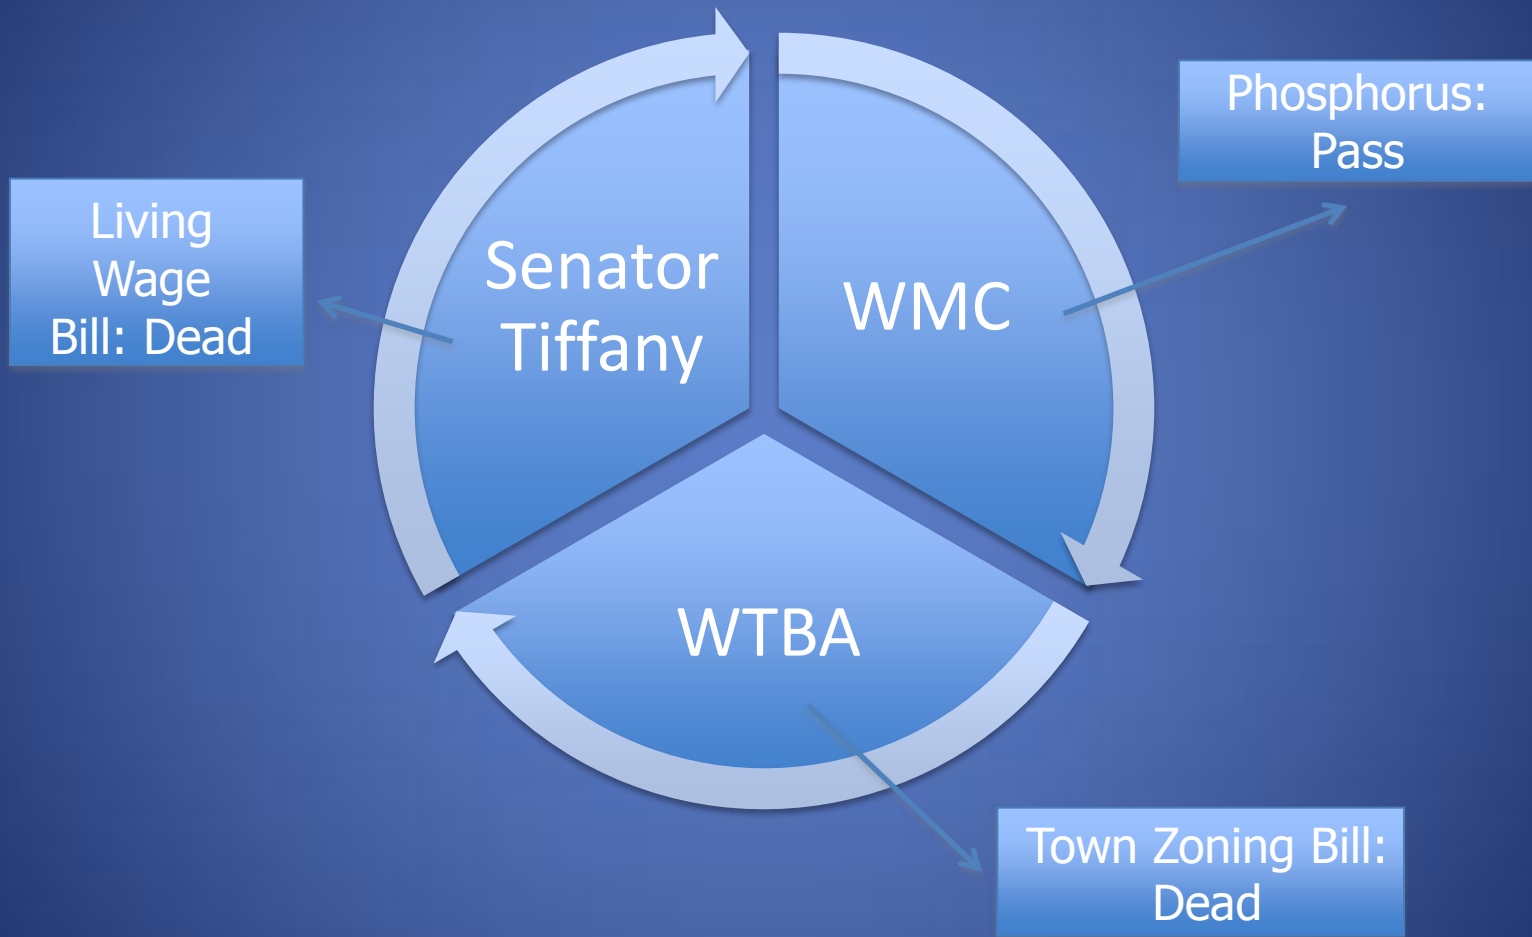 Phosphorus:
Pass
Living
Wage
Bill: Dead
Senator
Tiffany
WMC
WTBA
Town Zoning Bill:
Dead